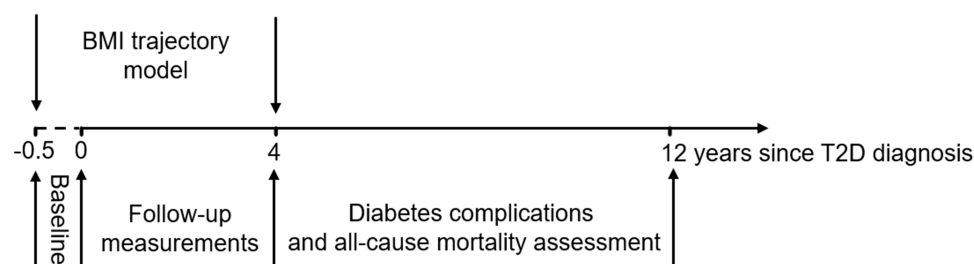 BMI trajectory
model
-0.5 0 4 12 years since T2D diagnosis
Baseline
Follow-up
measurements
Diabetes complications
and all-cause mortality assessment